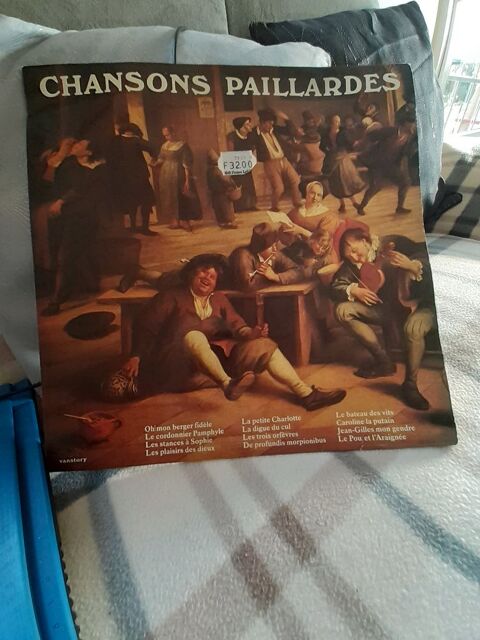 CHANSONS PAILLARDES
F3200
Oh mon berger fidèle
Le cordonnier Pamphyle
Les stances à Sophie
Les plaisirs des dieux
La petite Charlotte
La digue du cul
Les trois orfèvres
De profundis morpionibus
Le bateau des vits
Caroline la putain
Jean-Gilles mon gendre
Le Pou et l'Araignée
vanstory